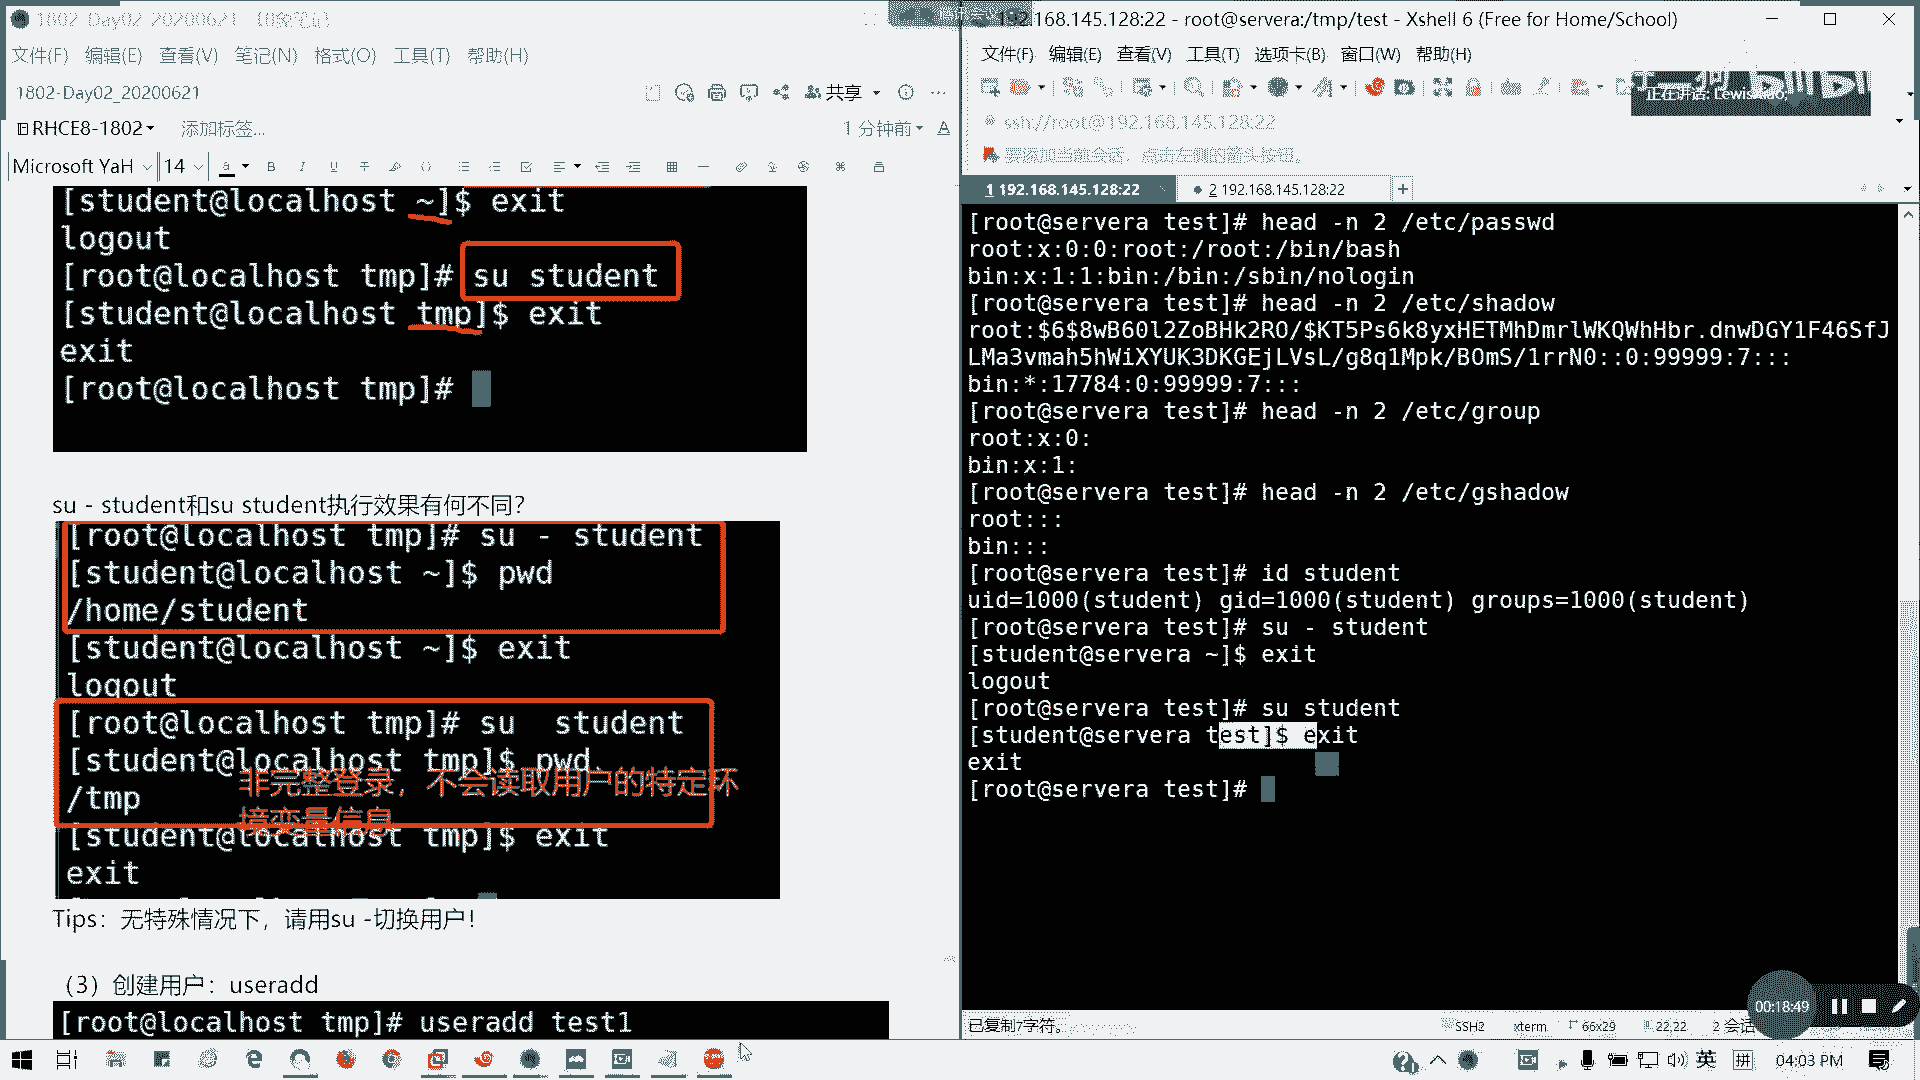 1802-Day02_20200621
文件(F) 编辑(E) 查看(V) 笔记(N) 格式(O) 工具(T) 帮助(H)
1802-Day02_20200621
共享
RHCE8-1802
添加标签...
1 分钟前
Microsoft YaH 14
[student@localhost ~]$ exit
logout
[root@localhost tmp]# su student
[student@localhost tmp]$ exit
exit
[root@localhost tmp]#
su - student和su student执行效果有何不同?
[root@localhost tmp]# su - student
[student@localhost ~]$ pwd
/home/student
[student@localhost ~]$ exit
logout
[root@localhost tmp]# su  student
[student@localhost tmp]$ pwd
/tmp
非完整登录，不会读取用户的特定环
境变量信息
[student@localhost tmp]$ exit
exit
Tips：无特殊情况下，请用su -切换用户！
（3）创建用户：useradd
[root@localhost tmp]# useradd test1
192.168.145.128:22 - root@servera:/tmp/test - Xshell 6 (Free for Home/School)
文件(F) 编辑(E) 查看(V) 工具(T) 选项卡(B) 窗口(W) 帮助(H)
正在讲话: LewisXiao;
ssh://root@192.168.145.128:22
要添加当前会话，点击左侧的箭头按钮。
1 192.168.145.128:22
2 192.168.145.128:22
[root@servera test]# head -n 2 /etc/passwd
root:x:0:0:root:/root:/bin/bash
bin:x:1:1:bin:/bin:/sbin/nologin
[root@servera test]# head -n 2 /etc/shadow
root:$6$8wB60l2ZoBHk2RO/$KT5Ps6k8yxHETMhDmrlWKQWhHbr.dnwDGY1F46SfJ
LMa3vmah5hWiXYUK3DKGEjLVsL/g8q1Mpk/BOmS/1rrN0::0:99999:7:::
bin:*:17784:0:99999:7:::
[root@servera test]# head -n 2 /etc/group
root:x:0:
bin:x:1:
[root@servera test]# head -n 2 /etc/gshadow
root:::
bin:::
[root@servera test]# id student
uid=1000(student) gid=1000(student) groups=1000(student)
[root@servera test]# su - student
[student@servera ~]$ exit
logout
[root@servera test]# su student
[student@servera test]$ exit
exit
[root@servera test]#
已复制7字符。
SSH2 xterm 66x29 22,22 2 会话
00:18:49
英 拼 04:03 PM